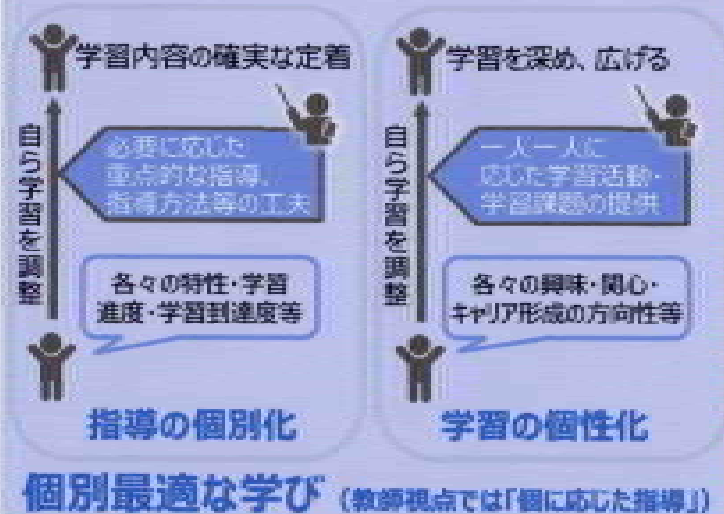 学習内容の確実な定着
自ら学習を調整
必要に応じた
重点的な指導、
指導方法等の工夫
各々の特性・学習
進度・学習到達度等
指導の個別化
学習を深め、広げる
自ら学習を調整
一人一人に
応じた学習活動・
学習課題の提供
各々の興味・関心・
キャリア形成の方向性等
学習の個性化
個別最適な学び（教師視点では「個に応じた指導」）